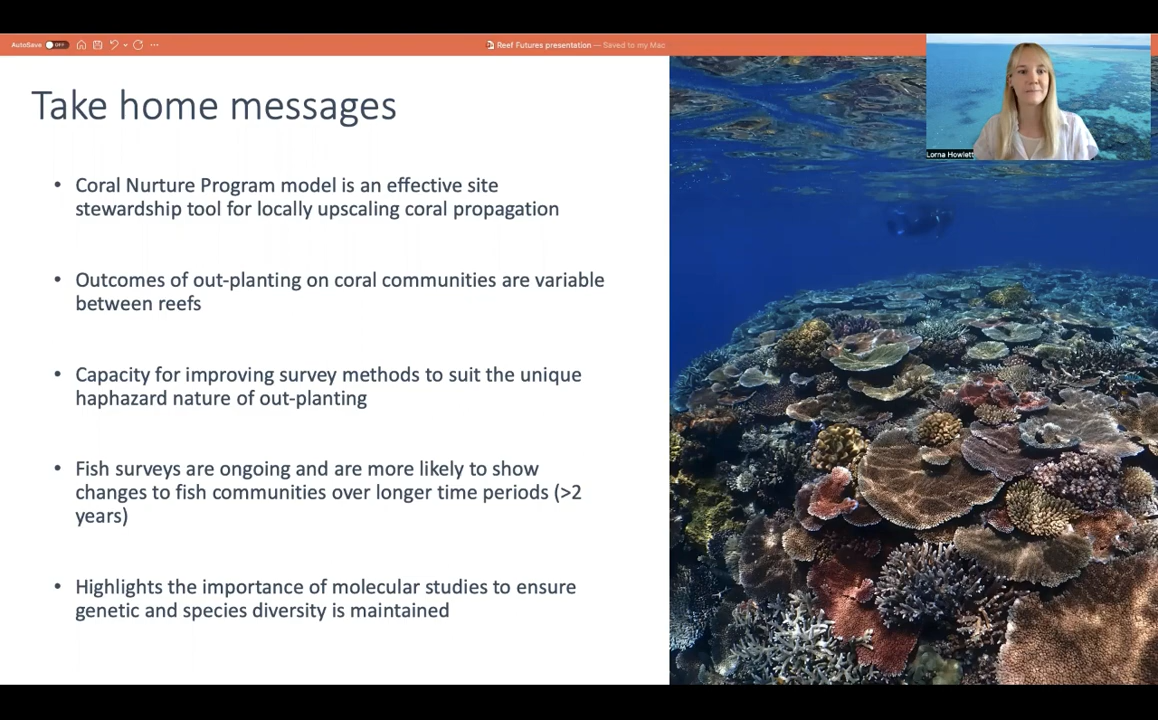 AutoSave OFF
Reef Futures presentation — Saved to my Mac
Lorna Howlett
Take home messages
• Coral Nurture Program model is an effective site
stewardship tool for locally upscaling coral propagation
• Outcomes of out-planting on coral communities are variable
between reefs
• Capacity for improving survey methods to suit the unique
haphazard nature of out-planting
• Fish surveys are ongoing and are more likely to show
changes to fish communities over longer time periods (>2
years)
• Highlights the importance of molecular studies to ensure
genetic and species diversity is maintained